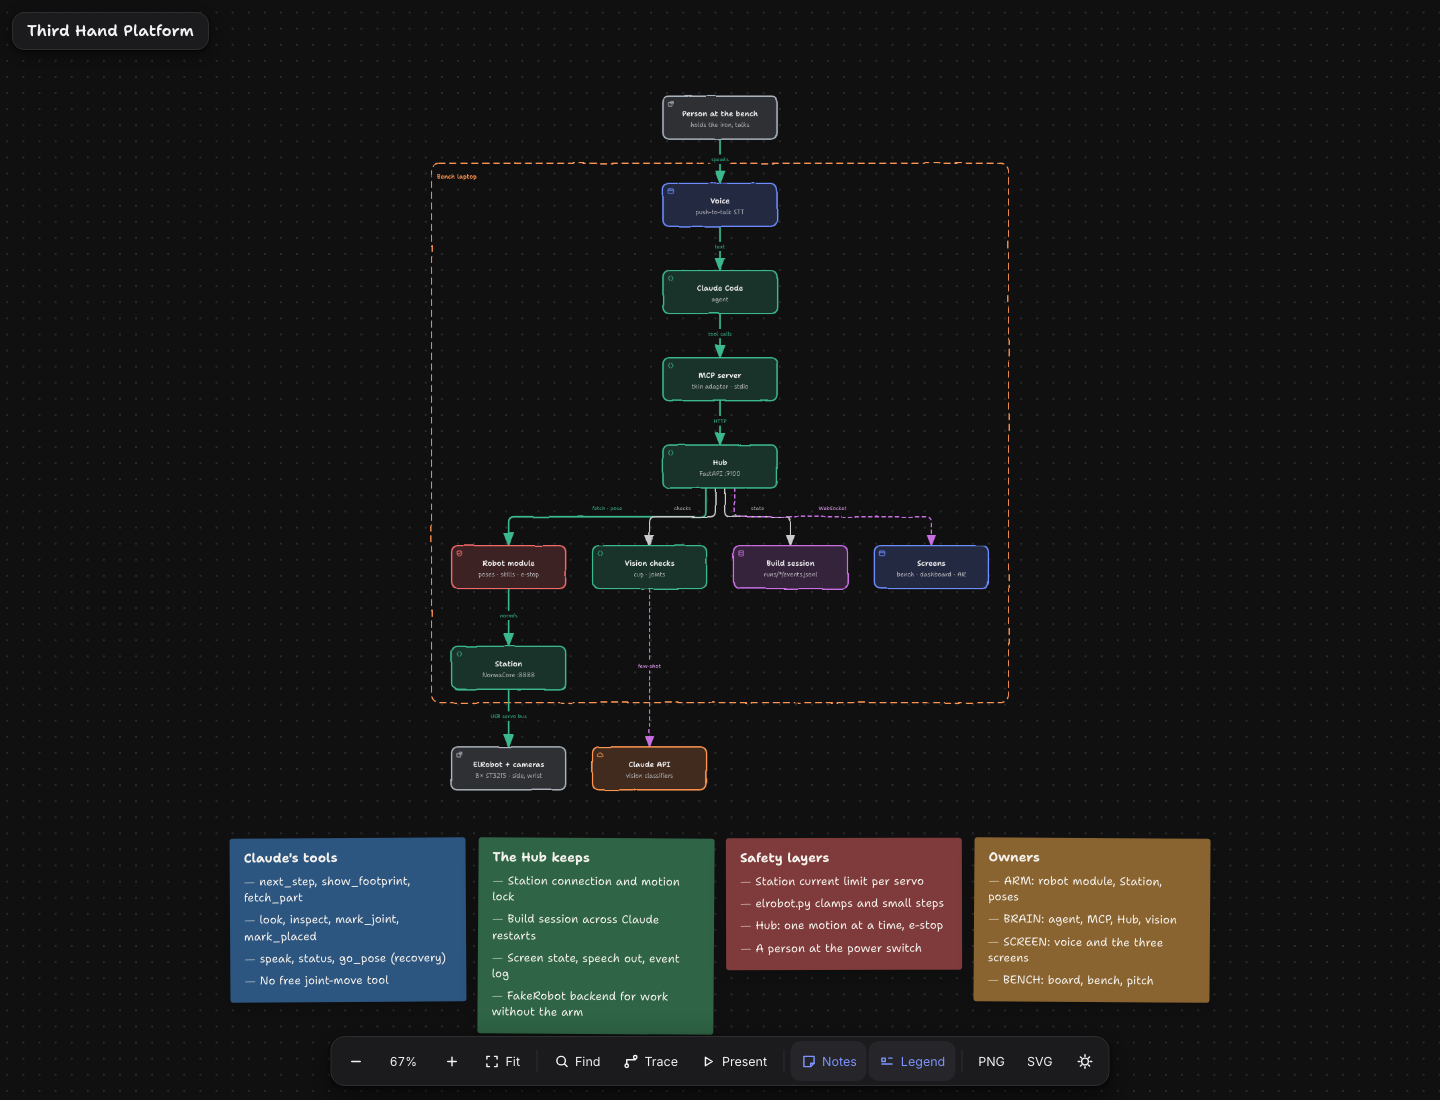 Third Hand Platform
Person at the bench
holds the iron, talks
speaks
Bench laptop
Voice
push-to-talk STT
text
Claude Code
agent
tool calls
MCP server
thin adapter · stdio
HTTP
Hub
FastAPI :7100
fetch · pose
checks
state
WebSocket
Robot module
poses · skills · e-stop
Vision checks
cup · joints
Build session
runs/*/events.jsonl
Screens
bench · dashboard · AR
normfs
few-shot
Station
NormaCore :8888
USB servo bus
ElRobot + cameras
8× ST3215 · side, wrist
Claude API
vision classifiers
Claude's tools
— next_step, show_footprint,
fetch_part
— look, inspect, mark_joint,
mark_placed
— speak, status, go_pose (recovery)
— No free joint-move tool
The Hub keeps
— Station connection and motion
lock
— Build session across Claude
restarts
— Screen state, speech out, event
log
— FakeRobot backend for work
without the arm
Safety layers
— Station current limit per servo
— elrobot.py clamps and small steps
— Hub: one motion at a time, e-stop
— A person at the power switch
Owners
— ARM: robot module, Station,
poses
— BRAIN: agent, MCP, Hub, vision
— SCREEN: voice and the three
screens
— BENCH: board, bench, pitch
67%
Fit
Find
Trace
Present
Notes
Legend
PNG
SVG